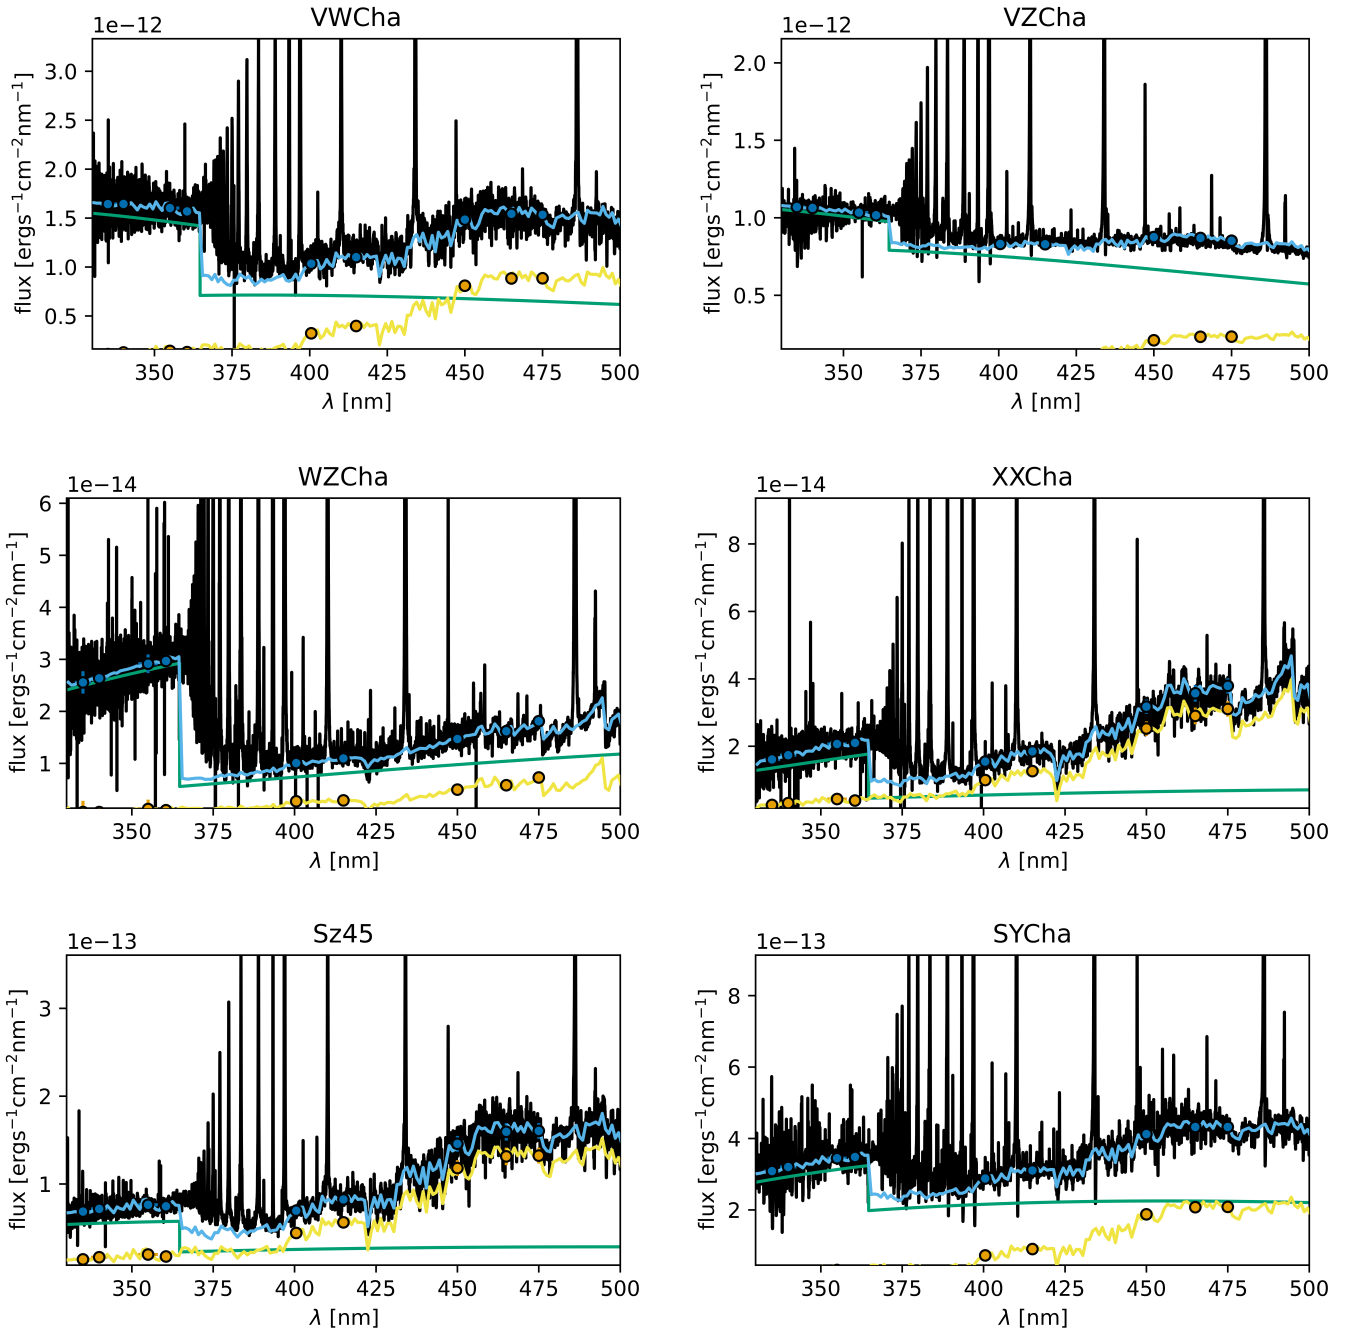 VWCha
1e−12
flux [ergs⁻¹cm⁻²nm⁻¹]
3.0
2.5
2.0
1.5
1.0
0.5
350 375 400 425 450 475 500
λ [nm]
VZCha
1e−12
flux [ergs⁻¹cm⁻²nm⁻¹]
2.0
1.5
1.0
0.5
350 375 400 425 450 475 500
λ [nm]
WZCha
1e−14
flux [ergs⁻¹cm⁻²nm⁻¹]
6
5
4
3
2
1
350 375 400 425 450 475 500
λ [nm]
XXCha
1e−14
flux [ergs⁻¹cm⁻²nm⁻¹]
8
6
4
2
350 375 400 425 450 475 500
λ [nm]
Sz45
1e−13
flux [ergs⁻¹cm⁻²nm⁻¹]
3
2
1
350 375 400 425 450 475 500
λ [nm]
SYCha
1e−13
flux [ergs⁻¹cm⁻²nm⁻¹]
8
6
4
2
350 375 400 425 450 475 500
λ [nm]